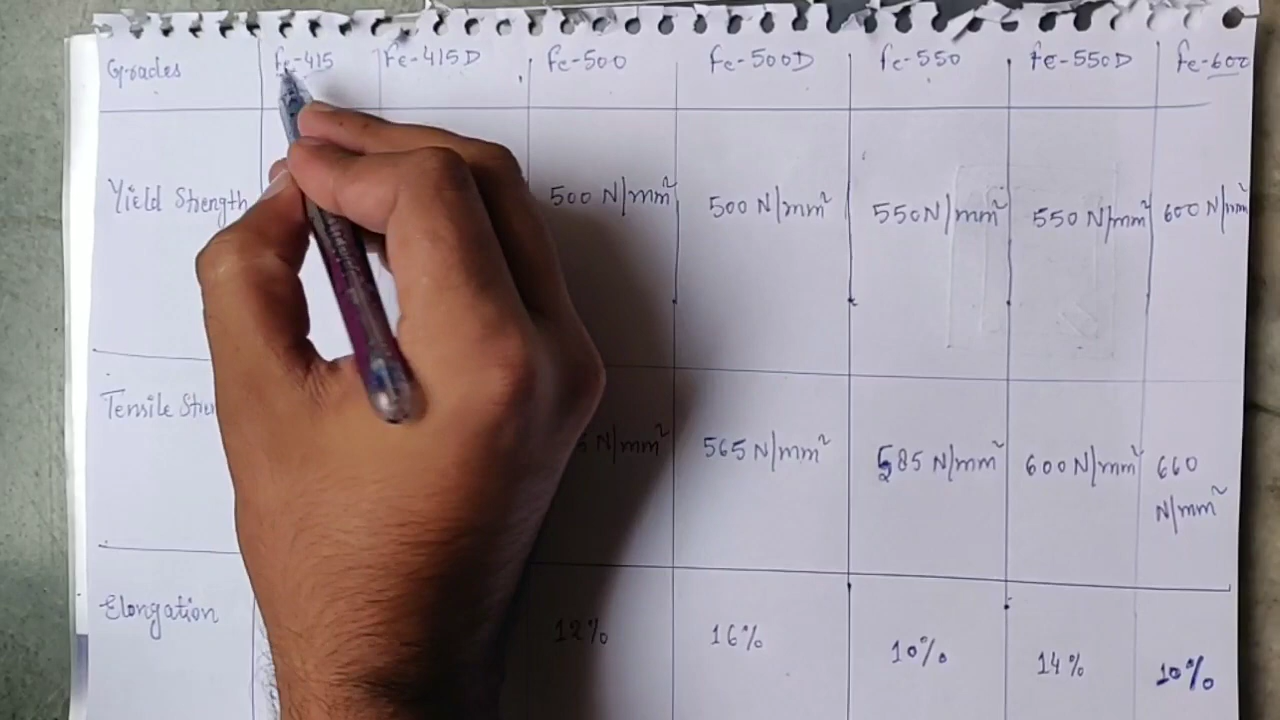 Grades fe-415 Fe-415D fe-500 fe-500D fe-550 fe-550D fe-600
Yield Strength 500 N/mm² 500 N/mm² 550N/mm² 550 N/mm² 600 N/mm²
Tensile N/mm² 565 N/mm² 585 N/mm² 600 N/mm² 660
N/mm²
Elongation 12% 16% 10% 14% 10%